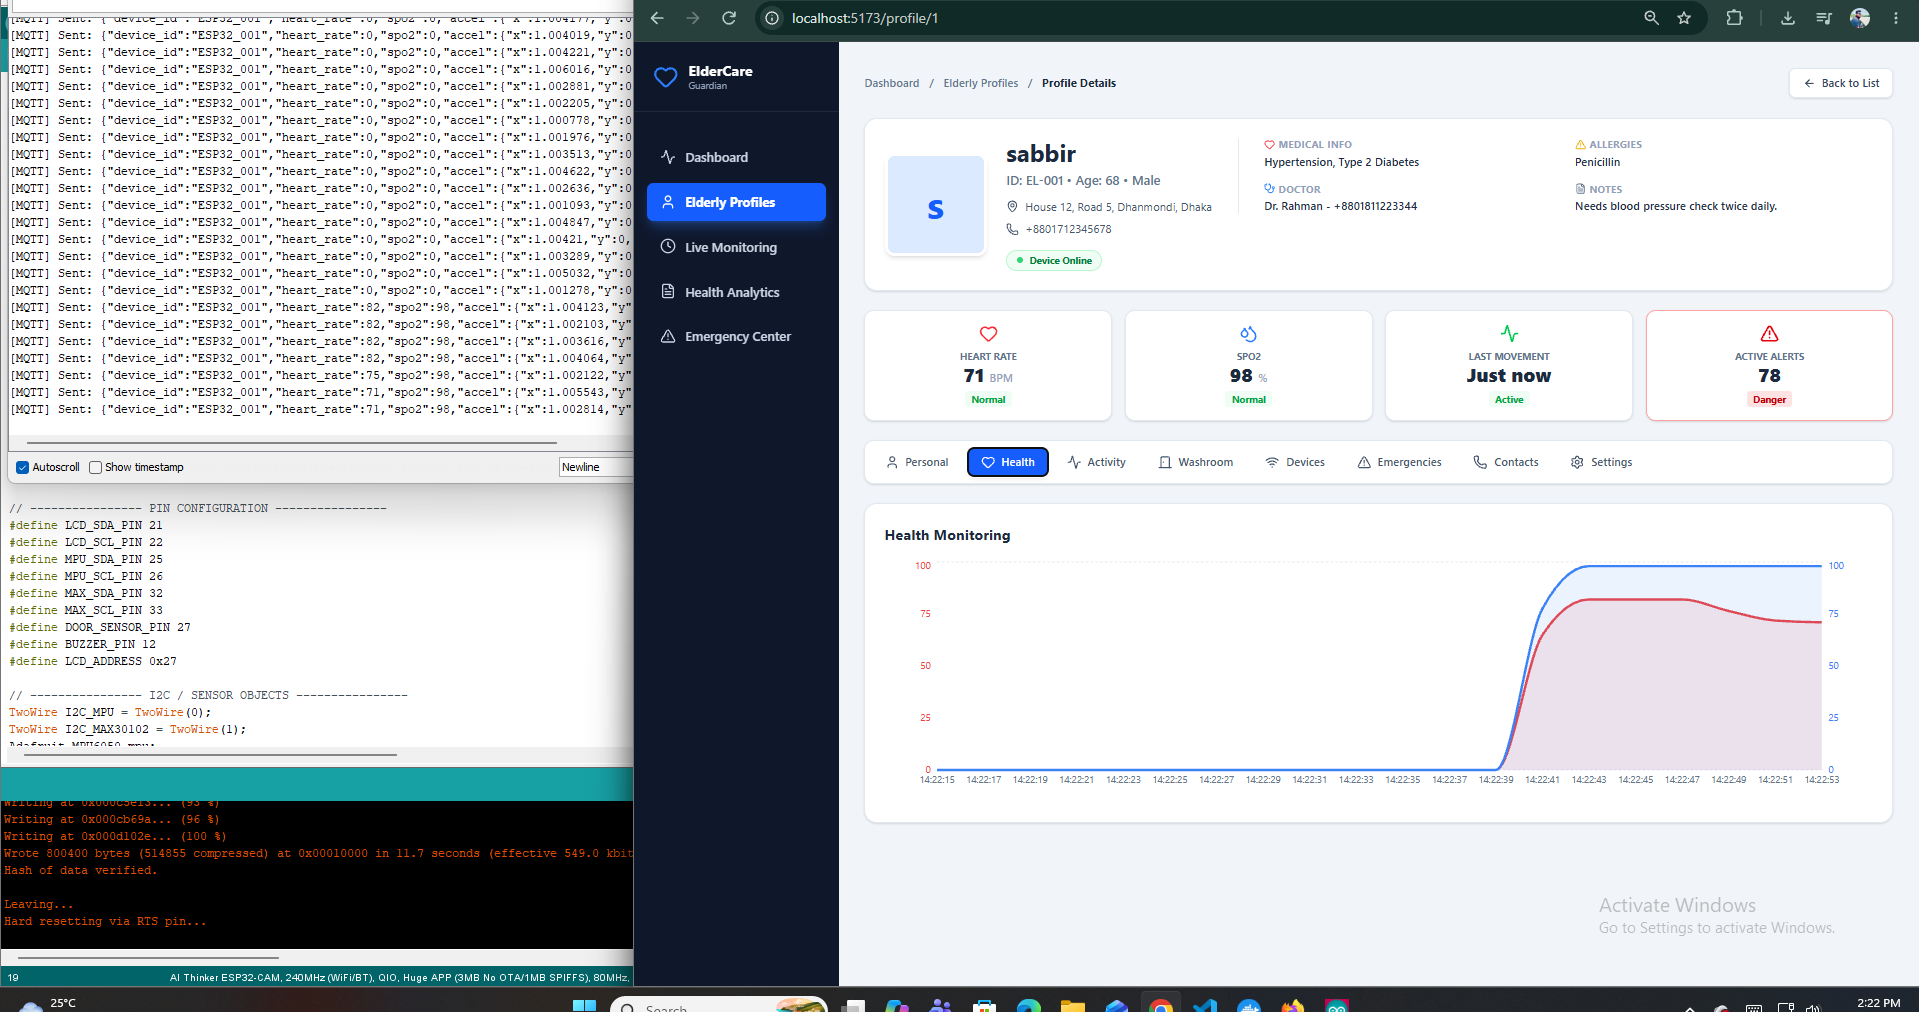 [MQTT] Sent: {"device_id":"ESP32_001","heart_rate":0,"spo2":0,"accel":{"x":1.004177,"y":0
[MQTT] Sent: {"device_id":"ESP32_001","heart_rate":0,"spo2":0,"accel":{"x":1.004019,"y":0
[MQTT] Sent: {"device_id":"ESP32_001","heart_rate":0,"spo2":0,"accel":{"x":1.004221,"y":0
[MQTT] Sent: {"device_id":"ESP32_001","heart_rate":0,"spo2":0,"accel":{"x":1.006016,"y":0
[MQTT] Sent: {"device_id":"ESP32_001","heart_rate":0,"spo2":0,"accel":{"x":1.002881,"y":0
[MQTT] Sent: {"device_id":"ESP32_001","heart_rate":0,"spo2":0,"accel":{"x":1.002205,"y":0
[MQTT] Sent: {"device_id":"ESP32_001","heart_rate":0,"spo2":0,"accel":{"x":1.000778,"y":0
[MQTT] Sent: {"device_id":"ESP32_001","heart_rate":0,"spo2":0,"accel":{"x":1.001976,"y":0
[MQTT] Sent: {"device_id":"ESP32_001","heart_rate":0,"spo2":0,"accel":{"x":1.003513,"y":0
[MQTT] Sent: {"device_id":"ESP32_001","heart_rate":0,"spo2":0,"accel":{"x":1.004622,"y":0
[MQTT] Sent: {"device_id":"ESP32_001","heart_rate":0,"spo2":0,"accel":{"x":1.002636,"y":0
[MQTT] Sent: {"device_id":"ESP32_001","heart_rate":0,"spo2":0,"accel":{"x":1.001093,"y":0
[MQTT] Sent: {"device_id":"ESP32_001","heart_rate":0,"spo2":0,"accel":{"x":1.004847,"y":0
[MQTT] Sent: {"device_id":"ESP32_001","heart_rate":0,"spo2":0,"accel":{"x":1.00421,"y":0,
[MQTT] Sent: {"device_id":"ESP32_001","heart_rate":0,"spo2":0,"accel":{"x":1.003289,"y":0
[MQTT] Sent: {"device_id":"ESP32_001","heart_rate":0,"spo2":0,"accel":{"x":1.005032,"y":0
[MQTT] Sent: {"device_id":"ESP32_001","heart_rate":0,"spo2":0,"accel":{"x":1.001278,"y":0
[MQTT] Sent: {"device_id":"ESP32_001","heart_rate":82,"spo2":98,"accel":{"x":1.004123,"y"
[MQTT] Sent: {"device_id":"ESP32_001","heart_rate":82,"spo2":98,"accel":{"x":1.002103,"y"
[MQTT] Sent: {"device_id":"ESP32_001","heart_rate":82,"spo2":98,"accel":{"x":1.003616,"y"
[MQTT] Sent: {"device_id":"ESP32_001","heart_rate":82,"spo2":98,"accel":{"x":1.004064,"y"
[MQTT] Sent: {"device_id":"ESP32_001","heart_rate":75,"spo2":98,"accel":{"x":1.002122,"y"
[MQTT] Sent: {"device_id":"ESP32_001","heart_rate":71,"spo2":98,"accel":{"x":1.005543,"y"
[MQTT] Sent: {"device_id":"ESP32_001","heart_rate":71,"spo2":98,"accel":{"x":1.002814,"y"
Autoscroll Show timestamp Newline
// ---------------- PIN CONFIGURATION ----------------
#define LCD_SDA_PIN 21
#define LCD_SCL_PIN 22
#define MPU_SDA_PIN 25
#define MPU_SCL_PIN 26
#define MAX_SDA_PIN 32
#define MAX_SCL_PIN 33
#define DOOR_SENSOR_PIN 27
#define BUZZER_PIN 12
#define LCD_ADDRESS 0x27
// ---------------- I2C / SENSOR OBJECTS ----------------
TwoWire I2C_MPU = TwoWire(0);
TwoWire I2C_MAX30102 = TwoWire(1);
Adafruit_MPU6050 mpu;
Writing at 0x000c5ef3... (93 %)
Writing at 0x000cb69a... (96 %)
Writing at 0x000d102e... (100 %)
Wrote 800400 bytes (514855 compressed) at 0x00010000 in 11.7 seconds (effective 549.0 kbit
Hash of data verified.
Leaving...
Hard resetting via RTS pin...
19 AI Thinker ESP32-CAM, 240MHz (WiFi/BT), QIO, Huge APP (3MB No OTA/1MB SPIFFS), 80MHz,
localhost:5173/profile/1
ElderCare
Guardian
Dashboard
Elderly Profiles
Live Monitoring
Health Analytics
Emergency Center
Dashboard / Elderly Profiles / Profile Details
Back to List
S
sabbir
ID: EL-001 • Age: 68 • Male
House 12, Road 5, Dhanmondi, Dhaka
+8801712345678
Device Online
MEDICAL INFO
Hypertension, Type 2 Diabetes
DOCTOR
Dr. Rahman - +8801811223344
ALLERGIES
Penicillin
NOTES
Needs blood pressure check twice daily.
HEART RATE
71 BPM
Normal
SPO2
98 %
Normal
LAST MOVEMENT
Just now
Active
ACTIVE ALERTS
78
Danger
Personal Health Activity Washroom Devices Emergencies Contacts Settings
Health Monitoring
100 100
75 75
50 50
25 25
0 0
14:22:15 14:22:17 14:22:19 14:22:21 14:22:23 14:22:25 14:22:27 14:22:29 14:22:31 14:22:33 14:22:35 14:22:37 14:22:39 14:22:41 14:22:43 14:22:45 14:22:47 14:22:49 14:22:51 14:22:53
Activate Windows
Go to Settings to activate Windows.
25°C
Search
2:22 PM